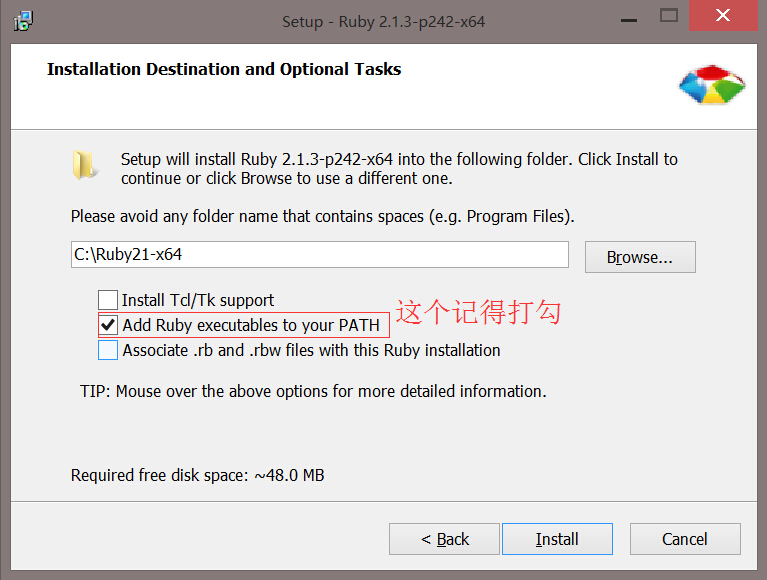 Setup - Ruby 2.1.3-p242-x64
Installation Destination and Optional Tasks
Setup will install Ruby 2.1.3-p242-x64 into the following folder. Click Install to
continue or click Browse to use a different one.
Please avoid any folder name that contains spaces (e.g. Program Files).
C:\Ruby21-x64
Browse...
Install Tcl/Tk support
Add Ruby executables to your PATH
这个记得打勾
Associate .rb and .rbw files with this Ruby installation
TIP: Mouse over the above options for more detailed information.
Required free disk space: ~48.0 MB
< Back
Install
Cancel